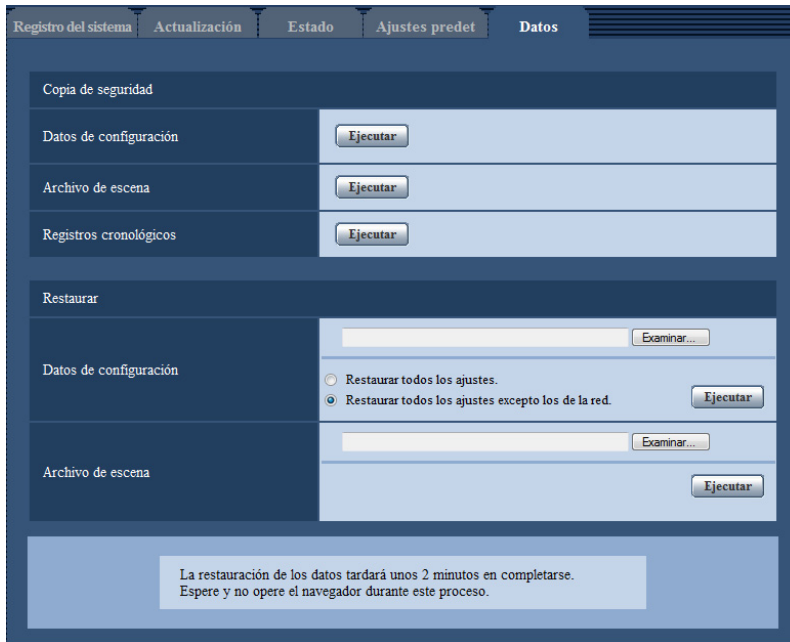 Registro del sistema Actualización Estado Ajustes predet Datos
Copia de seguridad
Datos de configuración Ejecutar
Archivo de escena Ejecutar
Registros cronológicos Ejecutar
Restaurar
Examinar...
Datos de configuración
Restaurar todos los ajustes.
Restaurar todos los ajustes excepto los de la red. Ejecutar
Examinar...
Archivo de escena
Ejecutar
La restauración de los datos tardará unos 2 minutos en completarse.
Espere y no opere el navegador durante este proceso.